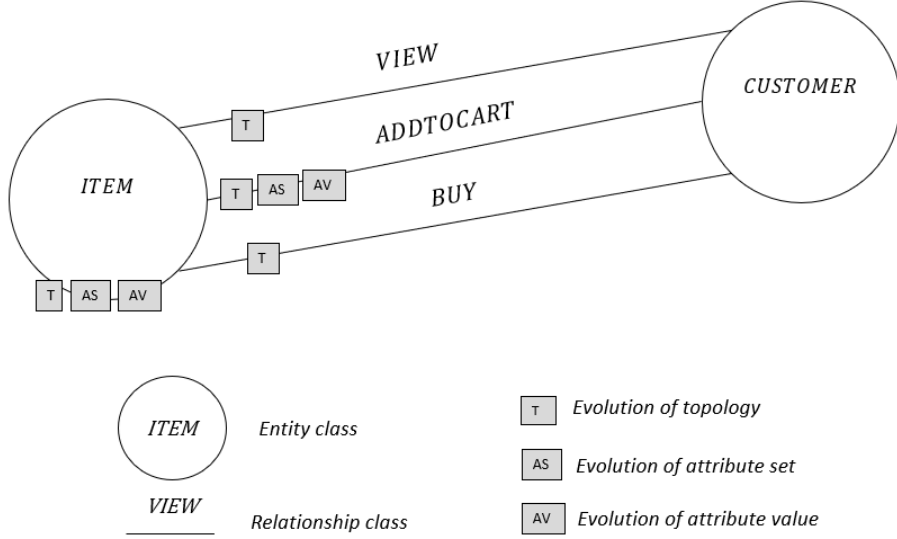 VIEW
CUSTOMER
T
ADDTOCART
ITEM
T AS AV
BUY
T
T AS AV
ITEM Entity class
T Evolution of topology
AS Evolution of attribute set
VIEW
Relationship class
AV Evolution of attribute value